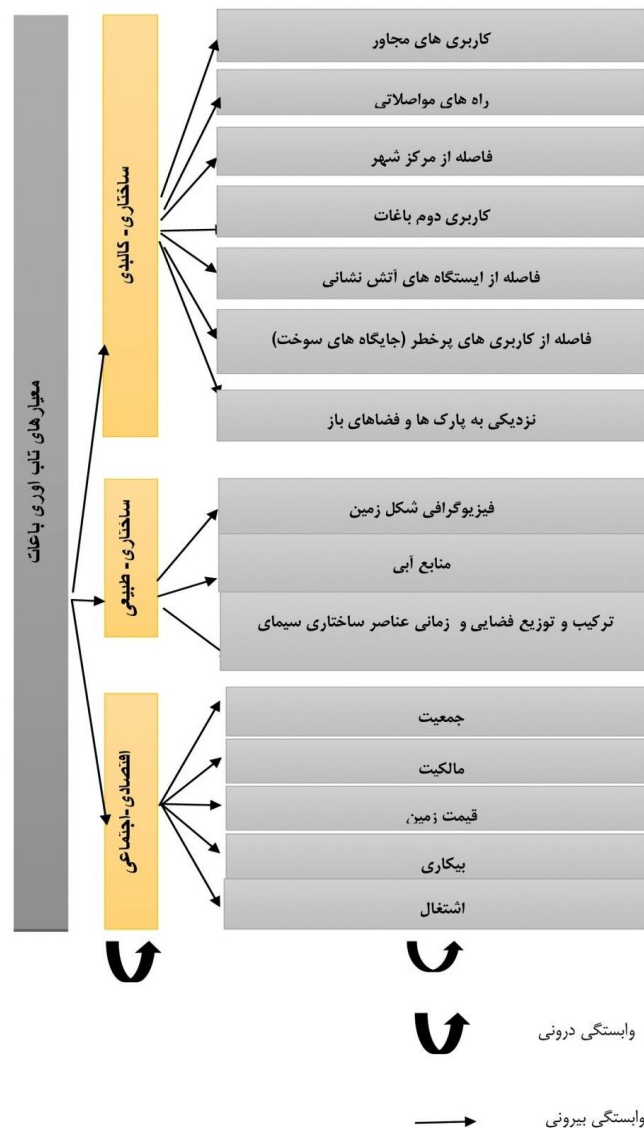 معیارهای تاب اوری باغات
ساختاری- کالبدی
کاربری های مجاور
راه های مواصلاتی
فاصله از مرکز شهر
کاربری دوم باغات
فاصله از ایستگاه های آتش نشانی
فاصله از کاربری های پرخطر (جایگاه های سوخت)
نزدیکی به پارک ها و فضاهای باز
ساختاری- طبیعی
فیزیوگرافی شکل زمین
منابع آبی
ترکیب و توزیع فضایی و زمانی عناصر ساختاری سیمای
اقتصادی-اجتماعی
جمعیت
مالکیت
قیمت زمین
بیکاری
اشتغال
وابستگی درونی
وابستگی بیرونی